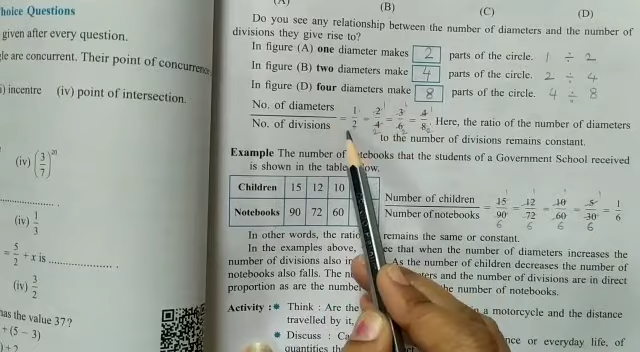 hoice Questions
given after every question.
gle are concurrent. Their point of concurrence
i) incentre (iv) point of intersection.
(iv) (3/7)^20
(iv) 1/3
= 5/2 + x is
(iv) 3/2
has the value 37?
+ (5 − 3)
(A) (B) (C) (D)
Do you see any relationship between the number of diameters and the number of
divisions they give rise to?
In figure (A) one diameter makes 2 parts of the circle. 1 ÷ 2
In figure (B) two diameters make 4 parts of the circle. 2 ÷ 4
In figure (D) four diameters make 8 parts of the circle. 4 ÷ 8
No. of diameters / No. of divisions = 1/2 = 2/4 = 3/6 = 4/8. Here, the ratio of the number of diameters
to the number of divisions remains constant.
Example The number of notebooks that the students of a Government School received
is shown in the table below.
Children 15 12 10
Notebooks 90 72 60
Number of children / Number of notebooks = 15/90 = 12/72 = 10/60 = 5/30 = 1/6
In other words, the ratio remains the same or constant.
In the examples above, we see that when the number of diameters increases the
number of divisions also in As the number of children decreases the number of
notebooks also falls. The n ters and the number of divisions are in direct
proportion as are the number he number of notebooks.
Activity : * Think : Are the a motorcycle and the distance
travelled by it,
* Discuss : Ca nce or everyday life, of
quantities th